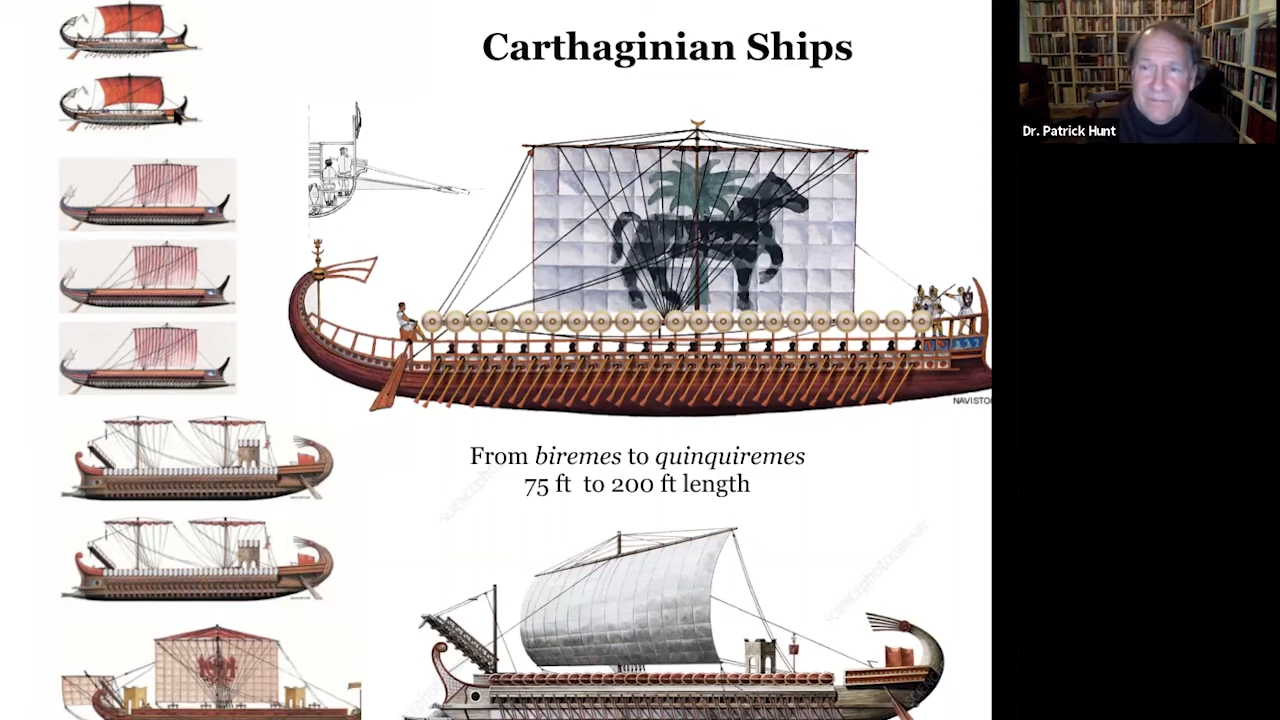 Carthaginian Ships
Dr. Patrick Hunt
From biremes to quinquiremes
75 ft to 200 ft length